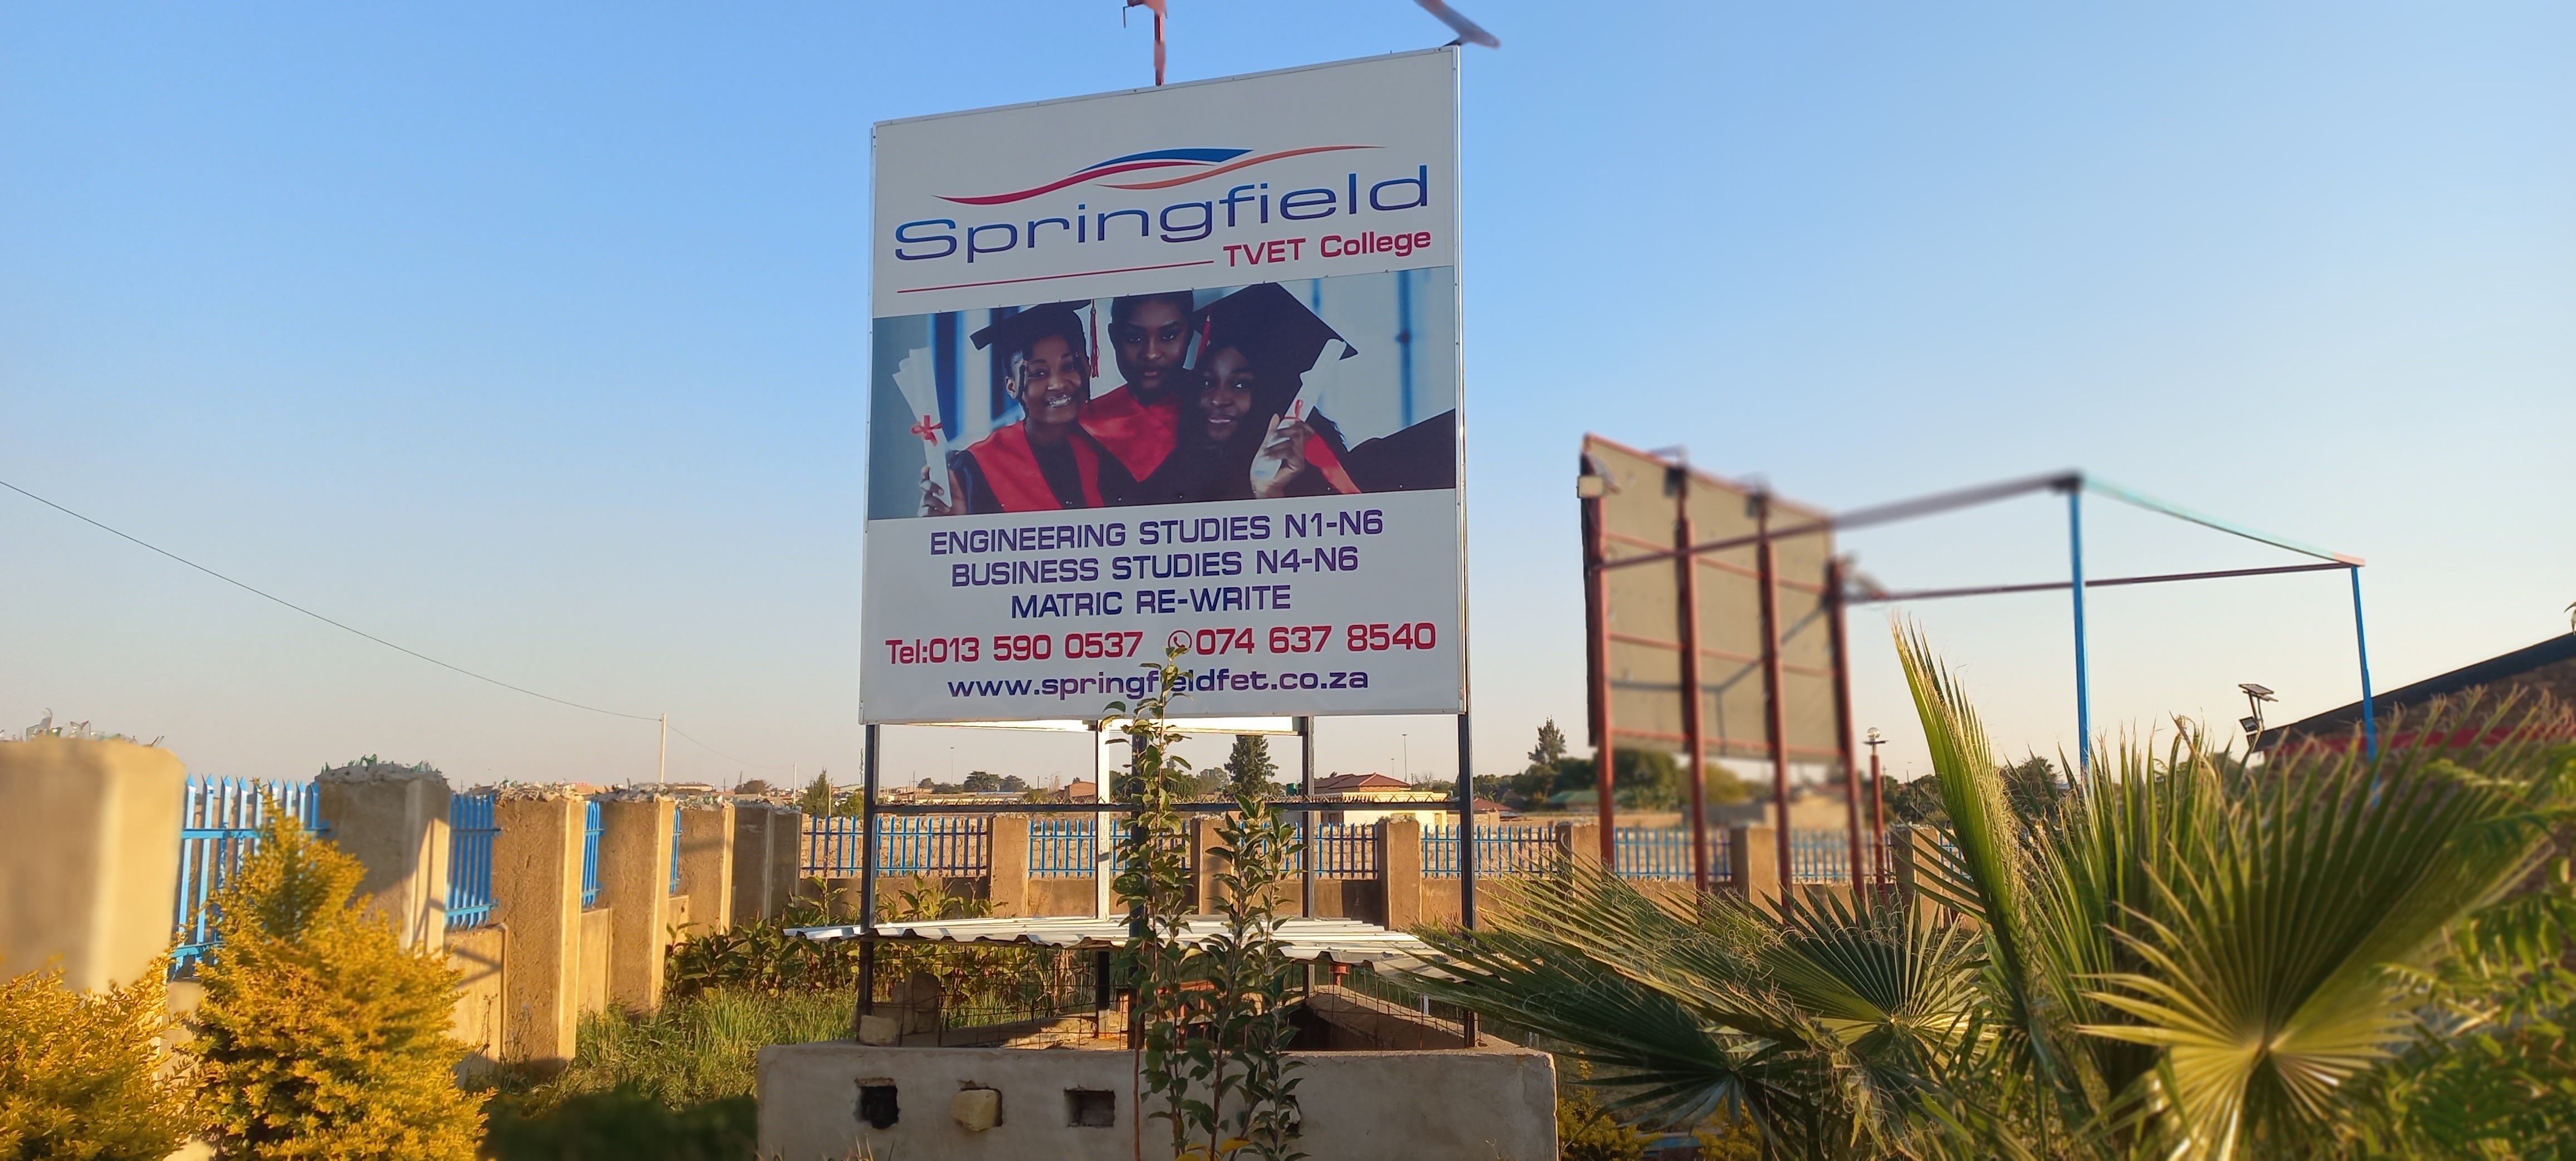 Springfield
TVET College
ENGINEERING STUDIES N1-N6
BUSINESS STUDIES N4-N6
MATRIC RE-WRITE
Tel:013 590 0537 074 637 8540
www.springfieldfet.co.za